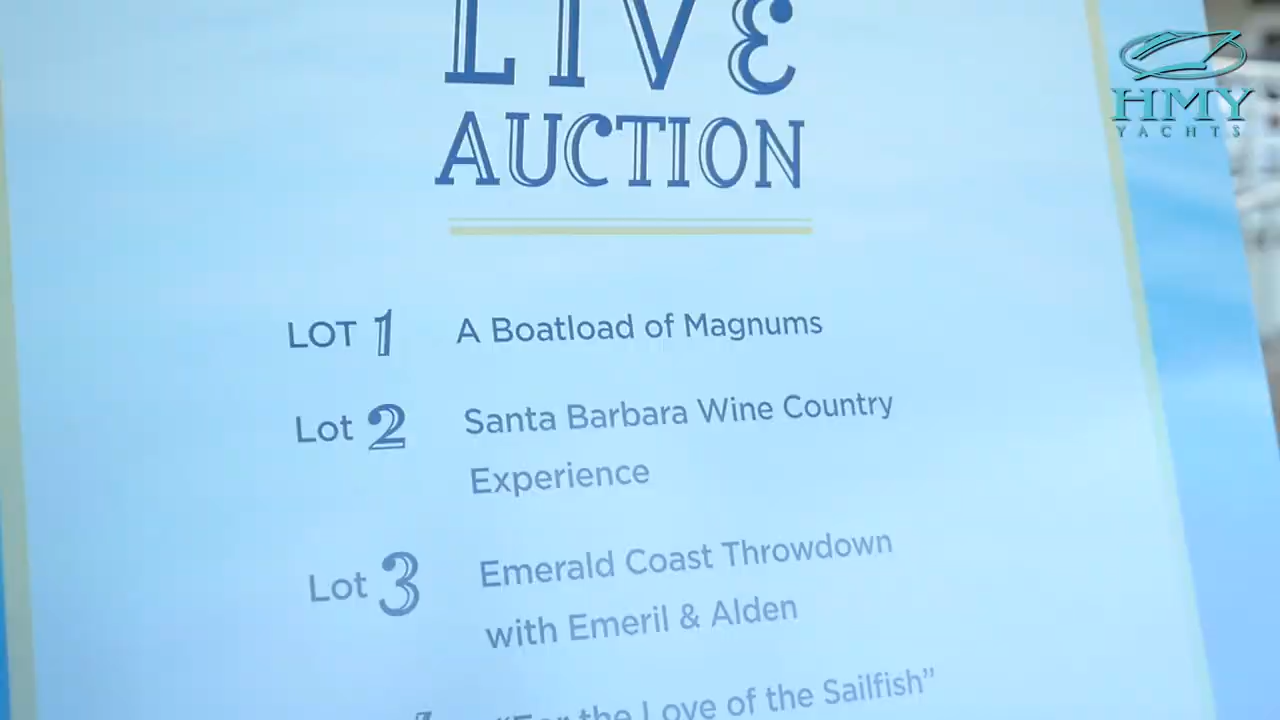 LIVE
AUCTION
LOT 1 A Boatload of Magnums
Lot 2 Santa Barbara Wine Country
Experience
Lot 3 Emerald Coast Throwdown
with Emeril & Alden
the Love of the Sailfish”
HMY
YACHTS